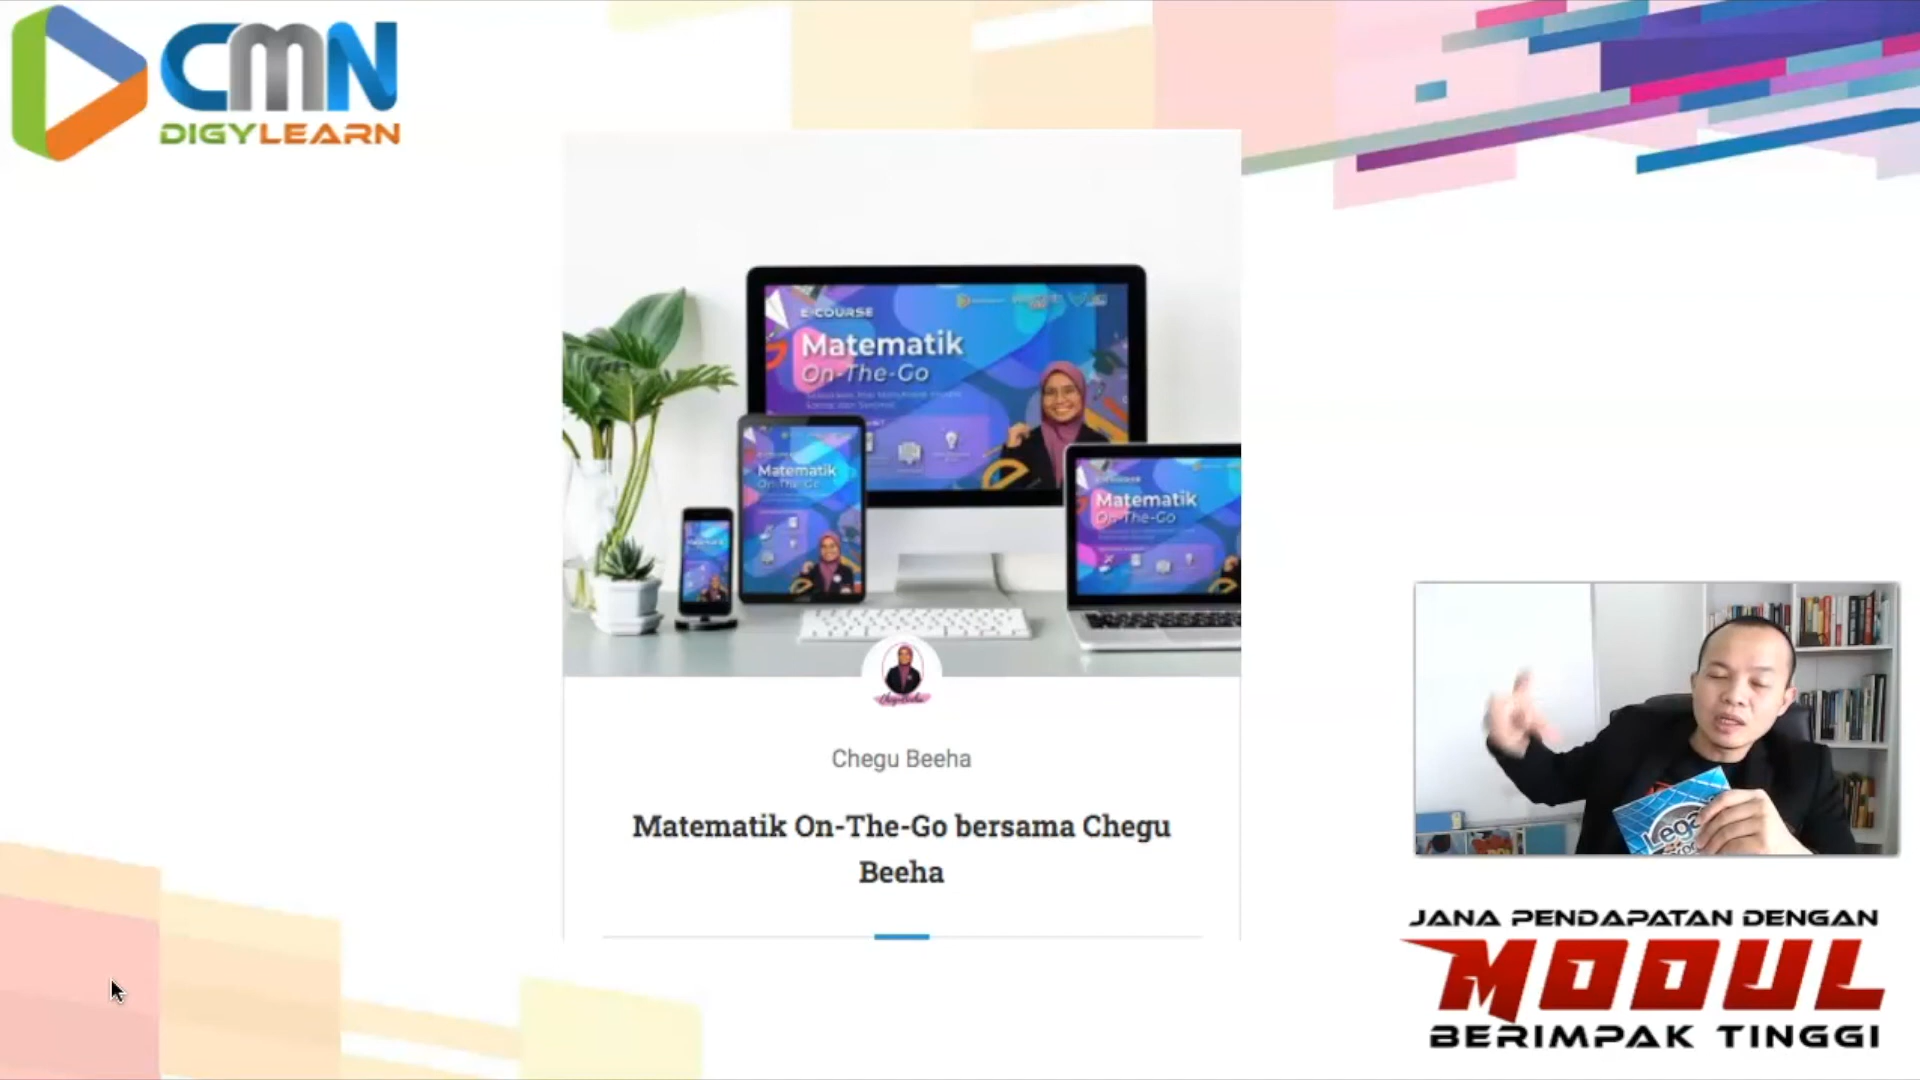 CMN
DIGYLEARN
E-COURSE
Matematik
On-The-Go
Matematik
On-The-Go
Matematik
On-The-Go
Chegu Beeha
Matematik On-The-Go bersama Chegu
Beeha
Lega
JANA PENDAPATAN DENGAN
MODUL
BERIMPAK TINGGI